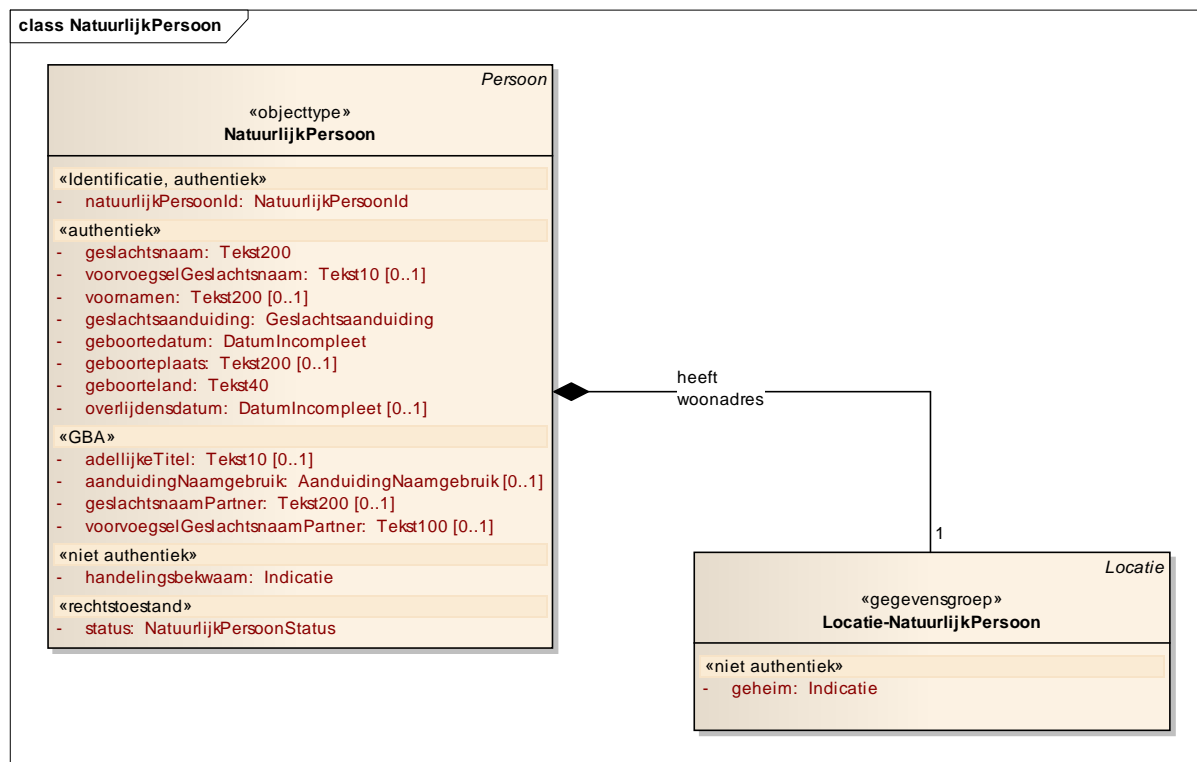 class NatuurlijkPersoon
Persoon
«objecttype»
NatuurlijkPersoon
«Identificatie, authentiek»
- natuurlijkPersoonId: NatuurlijkPersoonId
«authentiek»
- geslachtsnaam: Tekst200
- voorvoegselGeslachtsnaam: Tekst10 [0..1]
- voornamen: Tekst200 [0..1]
- geslachtsaanduiding: Geslachtsaanduiding
- geboortedatum: DatumIncompleet
- geboorteplaats: Tekst200 [0..1]
- geboorteland: Tekst40
- overlijdensdatum: DatumIncompleet [0..1]
«GBA»
- adellijkeTitel: Tekst10 [0..1]
- aanduidingNaamgebruik: AanduidingNaamgebruik [0..1]
- geslachtsnaamPartner: Tekst200 [0..1]
- voorvoegselGeslachtsnaamPartner: Tekst100 [0..1]
«niet authentiek»
- handelingsbekwaam: Indicatie
«rechtstoestand»
- status: NatuurlijkPersoonStatus
heeft
woonadres
1
Locatie
«gegevensgroep»
Locatie-NatuurlijkPersoon
«niet authentiek»
- geheim: Indicatie